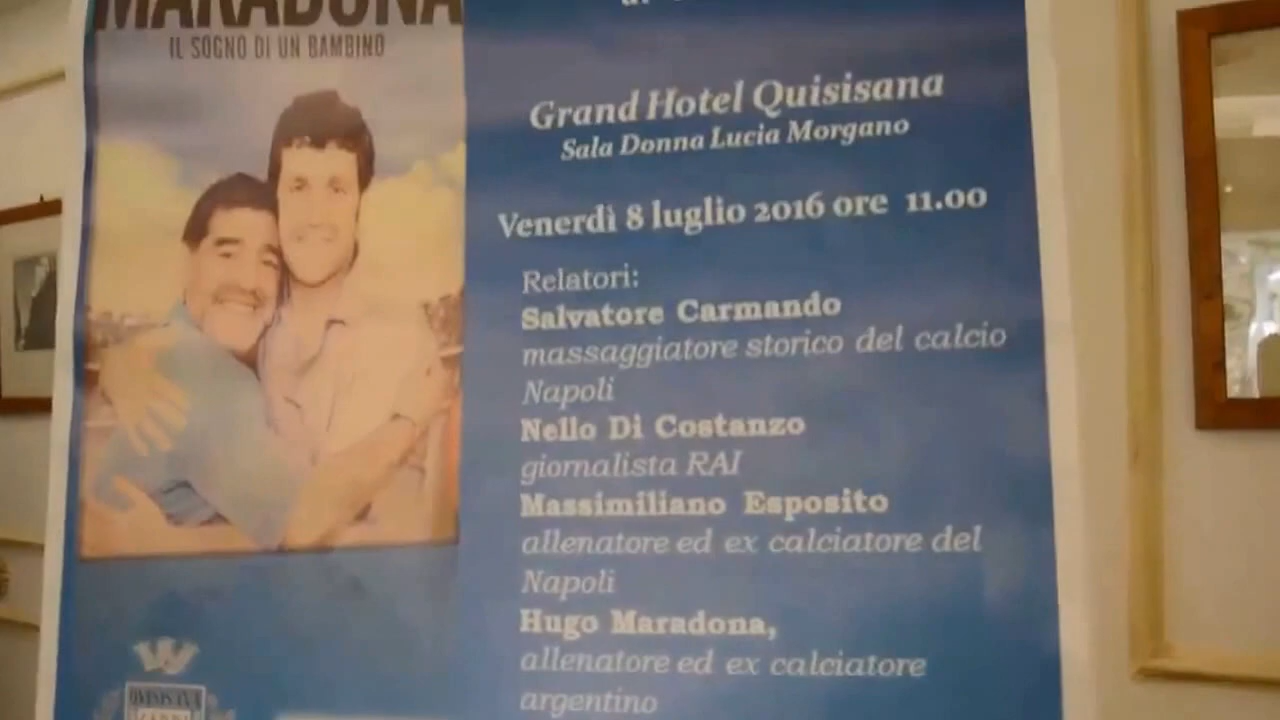 MARADONA
IL SOGNO DI UN BAMBINO
Grand Hotel Quisisana
Sala Donna Lucia Morgano
Venerdì 8 luglio 2016 ore 11.00
Relatori:
Salvatore Carmando
massaggiatore storico del calcio
Napoli
Nello Di Costanzo
giornalista RAI
Massimiliano Esposito
allenatore ed ex calciatore del
Napoli
Hugo Maradona,
allenatore ed ex calciatore
argentino
QVISISANA